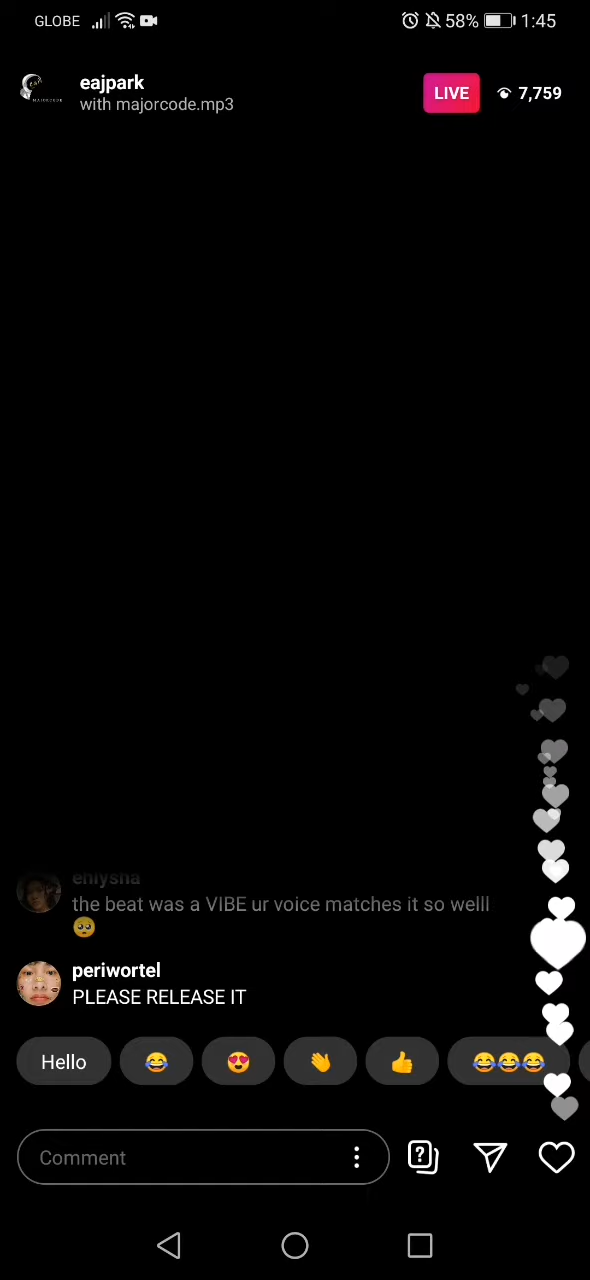 GLOBE 58% 1:45
eajpark
with majorcode.mp3
LIVE 7,759
enlysha
the beat was a VIBE ur voice matches it so welll
🥺
periwortel
PLEASE RELEASE IT
Hello 😂 😍 👋 👍 😂😂😂
Comment